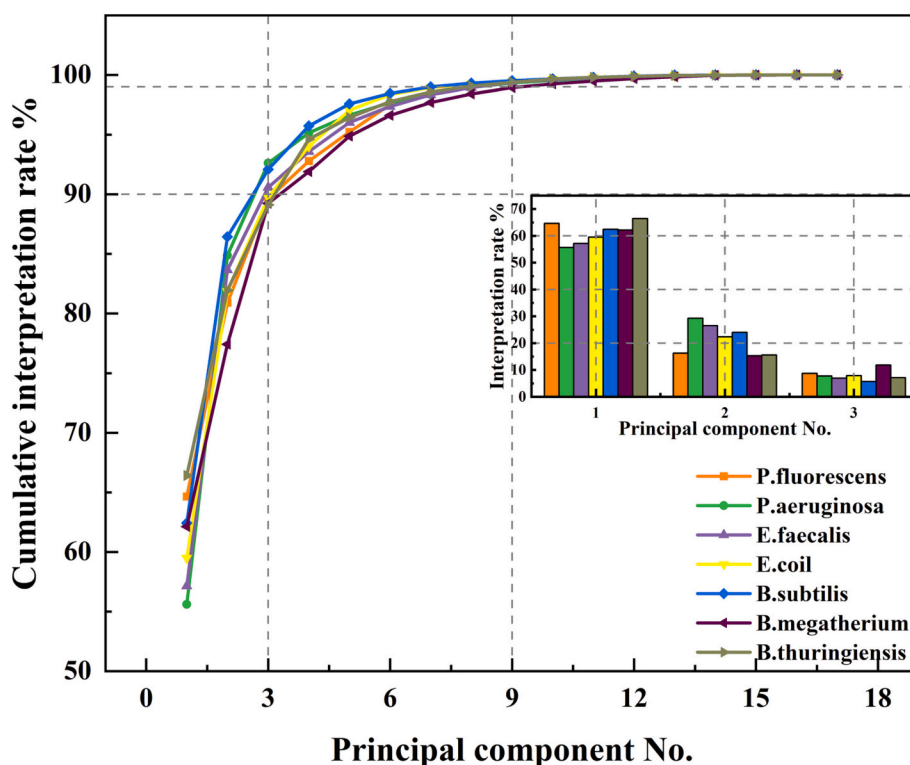 Cumulative interpretation rate %
100
90
80
70
60
50
0
3
6
9
12
15
18
Principal component No.
Interpretation rate %
70
60
50
40
30
20
10
0
1
2
3
Principal component No.
P.fluorescens
P.aeruginosa
E.faecalis
E.coil
B.subtilis
B.megatherium
B.thuringiensis